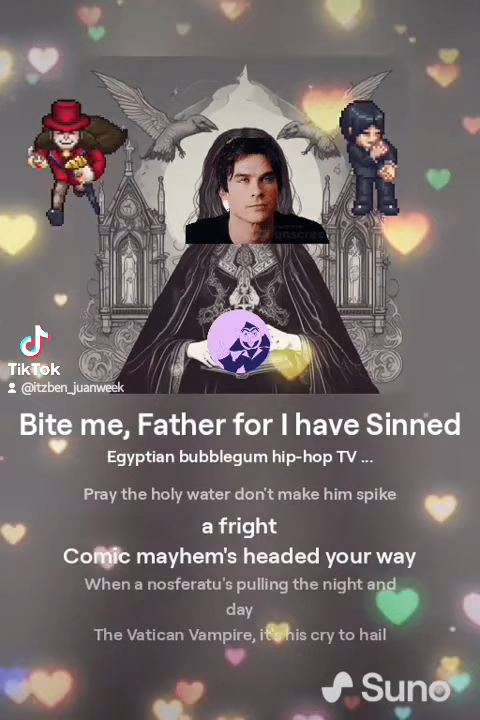 TikTok
@itzben_juanweek
Bite me, Father for I have Sinned
Egyptian bubblegum hip-hop TV ...
Pray the holy water don't make him spike
a fright
Comic mayhem's headed your way
When a nosferatu's pulling the night and
day
The Vatican Vampire, it's his cry to hail
Suno